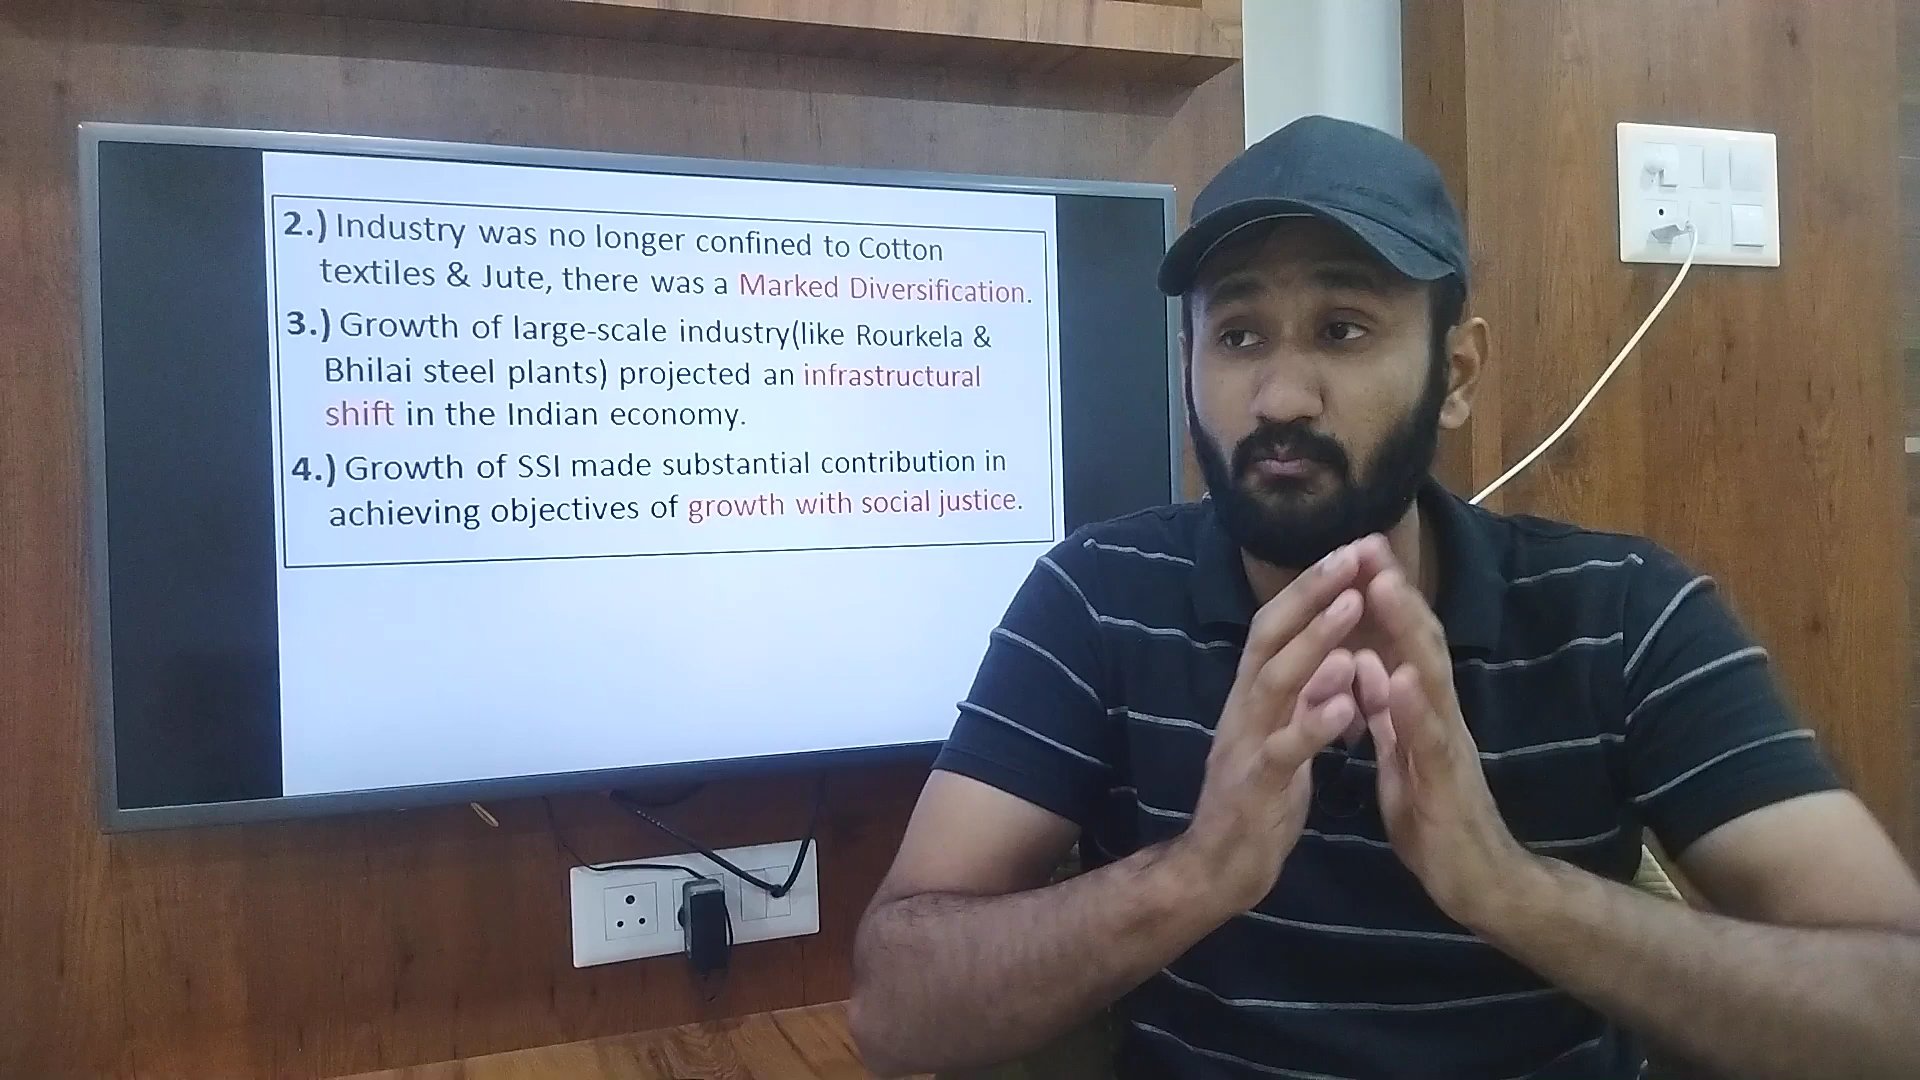 2.) Industry was no longer confined to Cotton
textiles & Jute, there was a Marked Diversification.
3.) Growth of large-scale industry(like Rourkela &
Bhilai steel plants) projected an infrastructural
shift in the Indian economy.
4.) Growth of SSI made substantial contribution in
achieving objectives of growth with social justice.